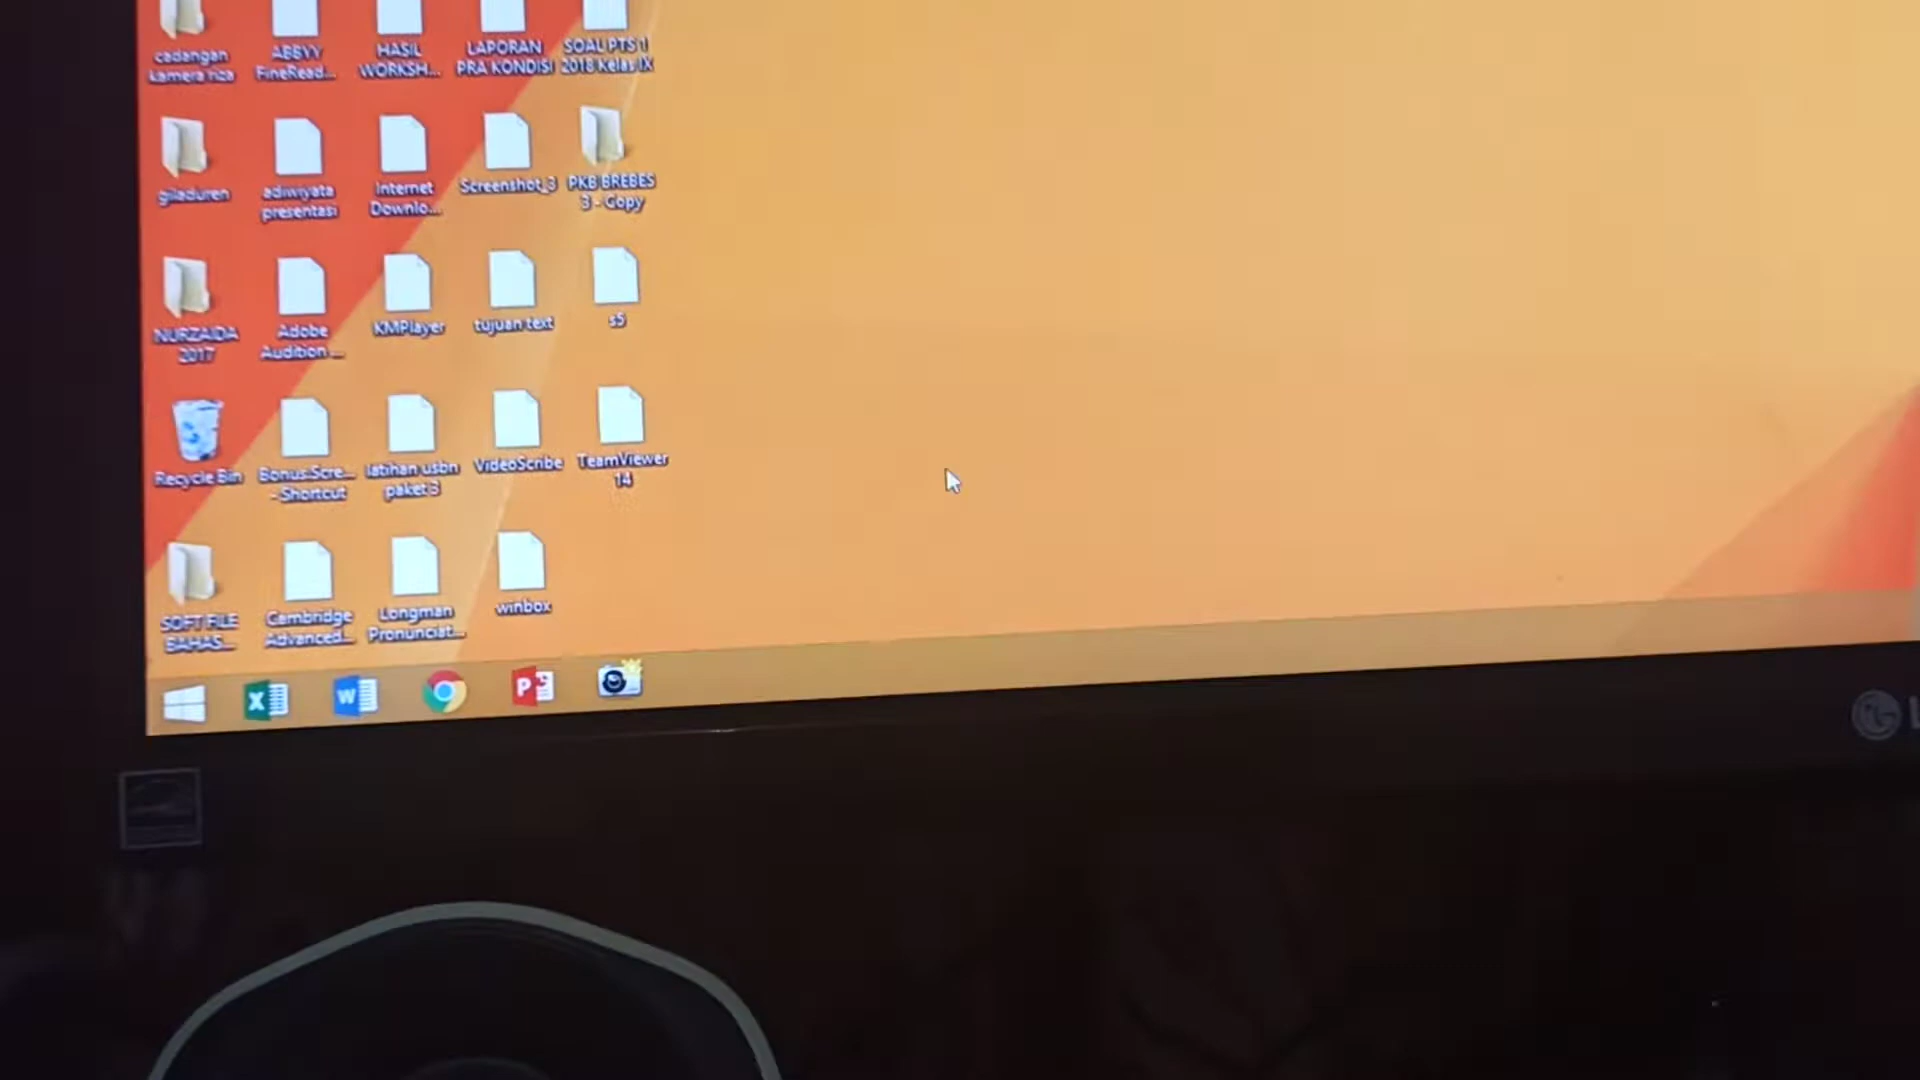 cadangan
kamera riza
ABBYY
FineRead...
HASIL
WORKSH...
LAPORAN
PRA KONDISI
SOAL PTS 1
2018 Kelas IX
giladuren
adiwiyata
presentasi
Internet
Downlo...
Screenshot_3
PKB BREBES
3 - Copy
NURZAIDA
2017
Adobe
Audition ...
KMPlayer
tujuan text
s5
Recycle Bin
Bonus.Scre...
- Shortcut
latihan usbn
paket 3
VideoScribe
TeamViewer
14
SOFT FILE
BAHAS...
Cambridge
Advanced...
Longman
Pronunciat...
winbox